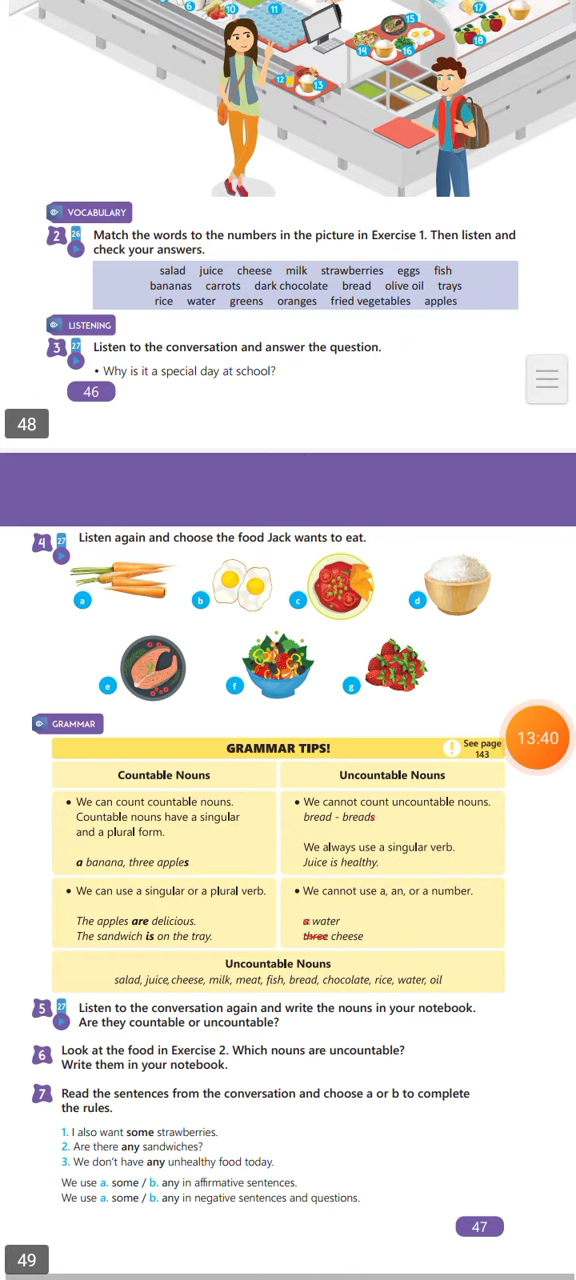 6
10
11
17
15
14
16
18
12
13
VOCABULARY
2 26 Match the words to the numbers in the picture in Exercise 1. Then listen and
check your answers.
salad juice cheese milk strawberries eggs fish
bananas carrots dark chocolate bread olive oil trays
rice water greens oranges fried vegetables apples
LISTENING
3 27 Listen to the conversation and answer the question.
• Why is it a special day at school?
46
48
4 27 Listen again and choose the food Jack wants to eat.
a b c d
e f g
GRAMMAR
GRAMMAR TIPS! ! See page
143
Countable Nouns
• We can count countable nouns.
Countable nouns have a singular
and a plural form.
a banana, three apples
• We can use a singular or a plural verb.
The apples are delicious.
The sandwich is on the tray.
Uncountable Nouns
• We cannot count uncountable nouns.
bread - breads
We always use a singular verb.
Juice is healthy.
• We cannot use a, an, or a number.
a water
three cheese
Uncountable Nouns
salad, juice, cheese, milk, meat, fish, bread, chocolate, rice, water, oil
13:40
5 27 Listen to the conversation again and write the nouns in your notebook.
Are they countable or uncountable?
6 Look at the food in Exercise 2. Which nouns are uncountable?
Write them in your notebook.
7 Read the sentences from the conversation and choose a or b to complete
the rules.
1. I also want some strawberries.
2. Are there any sandwiches?
3. We don't have any unhealthy food today.
We use a. some / b. any in affirmative sentences.
We use a. some / b. any in negative sentences and questions.
47
49